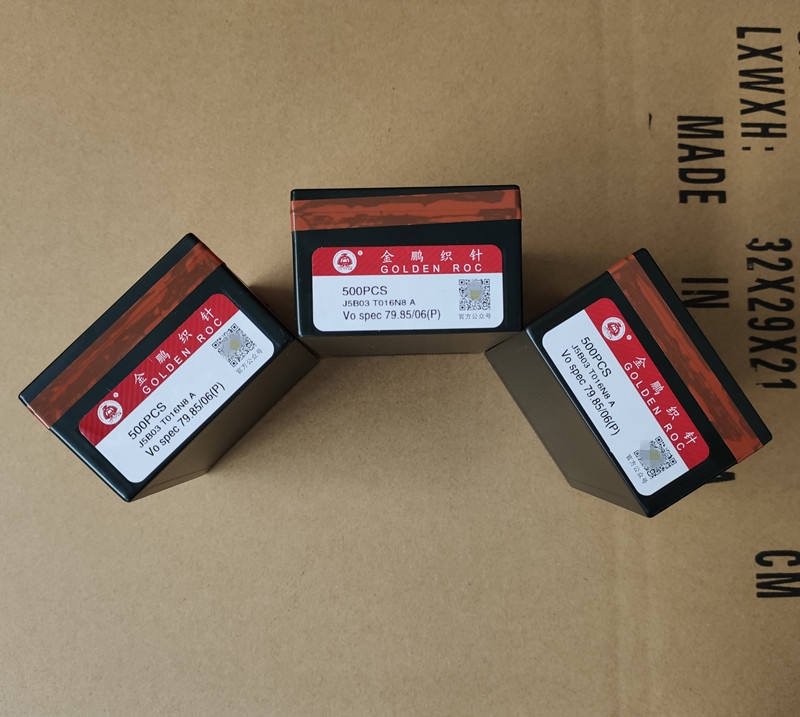 金鹏织针
GOLDEN ROC
500PCS
J5B03 T016N8 A
Vo spec 79.85/06(P)
官方公众号
金鹏织针
GOLDEN ROC
500PCS
J5B03 T016N8 A
Vo spec 79.85/06(P)
官方公众号
金鹏织针
GOLDEN ROC
500PCS
J5B03 T016N8 A
Vo spec 79.85/06(P)
官方公众号
LXWXH: 32X29X21 CM
MADE IN